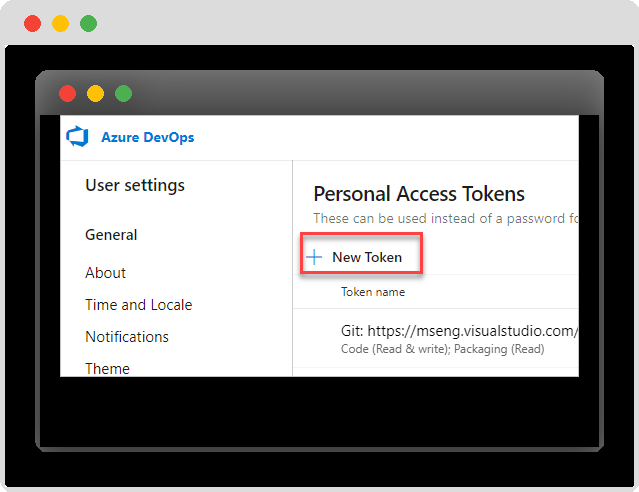 Azure DevOps
User settings
General
About
Time and Locale
Notifications
Theme
Personal Access Tokens
These can be used instead of a password fo
New Token
Token name
Git: https://mseng.visualstudio.com/
Code (Read & write); Packaging (Read)